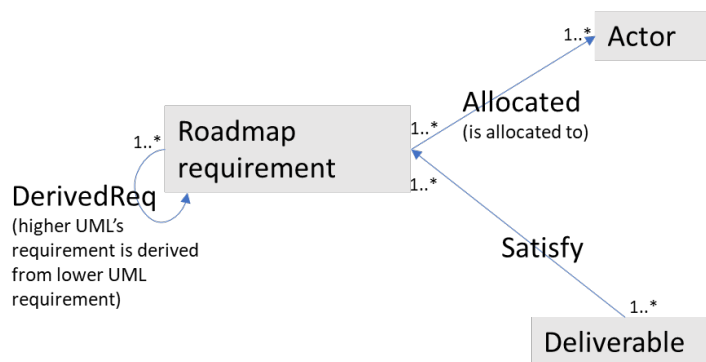 1..*
Actor
Allocated
(is allocated to)
1..*
1..*
Roadmap
requirement
1..*
DerivedReq
(higher UML’s
requirement is derived
from lower UML
requirement)
Satisfy
1..*
Deliverable